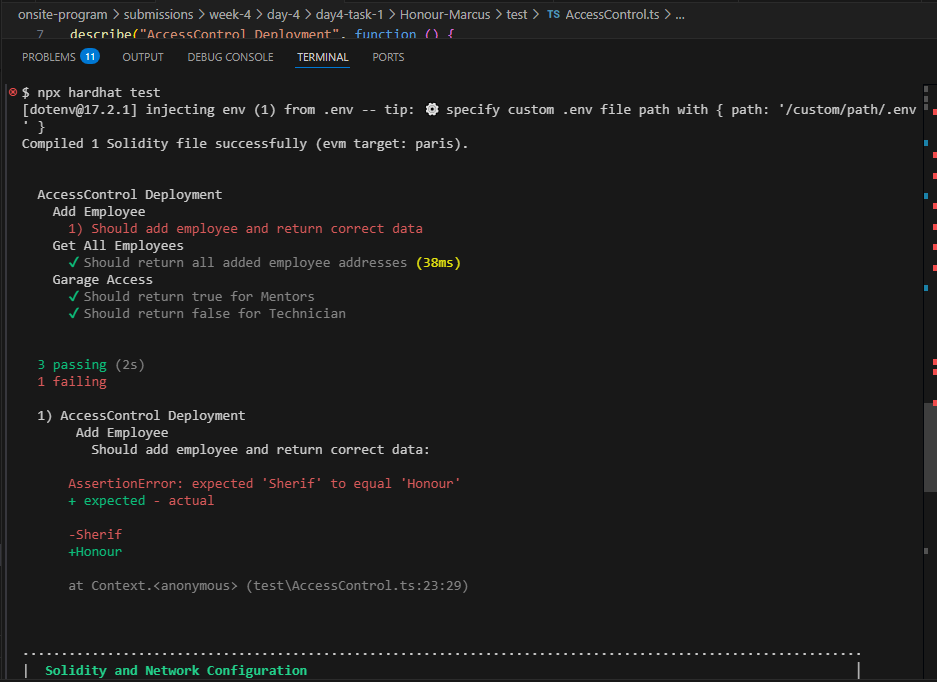 onsite-program > submissions > week-4 > day-4 > day4-task-1 > Honour-Marcus > test > TS AccessControl.ts > ...
7 describe("AccessControl Deployment", function () {
PROBLEMS 11 OUTPUT DEBUG CONSOLE TERMINAL PORTS
$ npx hardhat test
[dotenv@17.2.1] injecting env (1) from .env -- tip: ⚙ specify custom .env file path with { path: '/custom/path/.env
' }
Compiled 1 Solidity file successfully (evm target: paris).
AccessControl Deployment
Add Employee
1) Should add employee and return correct data
Get All Employees
✓ Should return all added employee addresses (38ms)
Garage Access
✓ Should return true for Mentors
✓ Should return false for Technician
3 passing (2s)
1 failing
1) AccessControl Deployment
Add Employee
Should add employee and return correct data:
AssertionError: expected 'Sherif' to equal 'Honour'
+ expected - actual
-Sherif
+Honour
at Context.<anonymous> (test\AccessControl.ts:23:29)
| Solidity and Network Configuration |